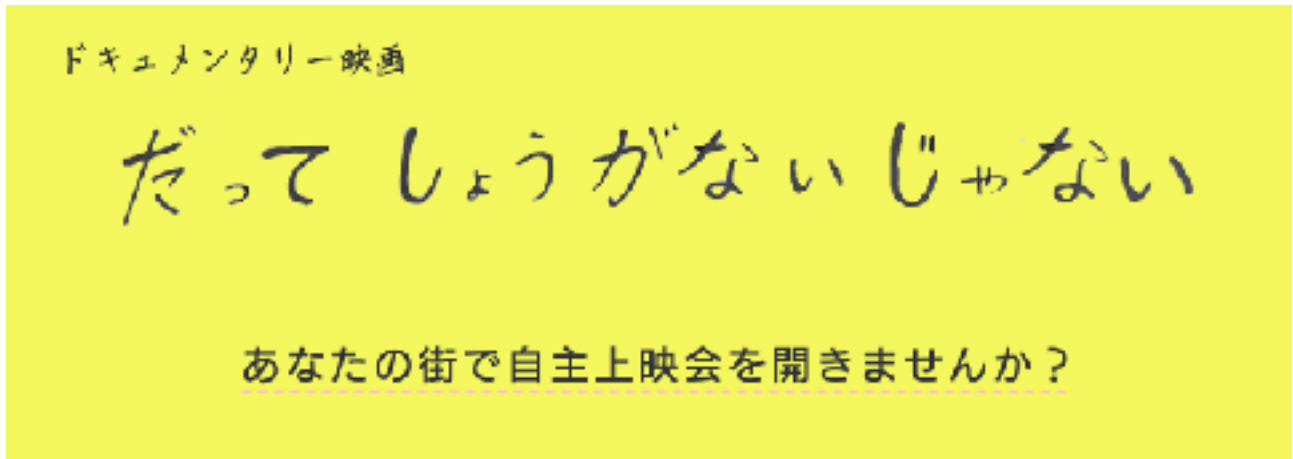 ドキュメンタリー映画
だってしょうがないじゃない
あなたの街で自主上映会を開きませんか？